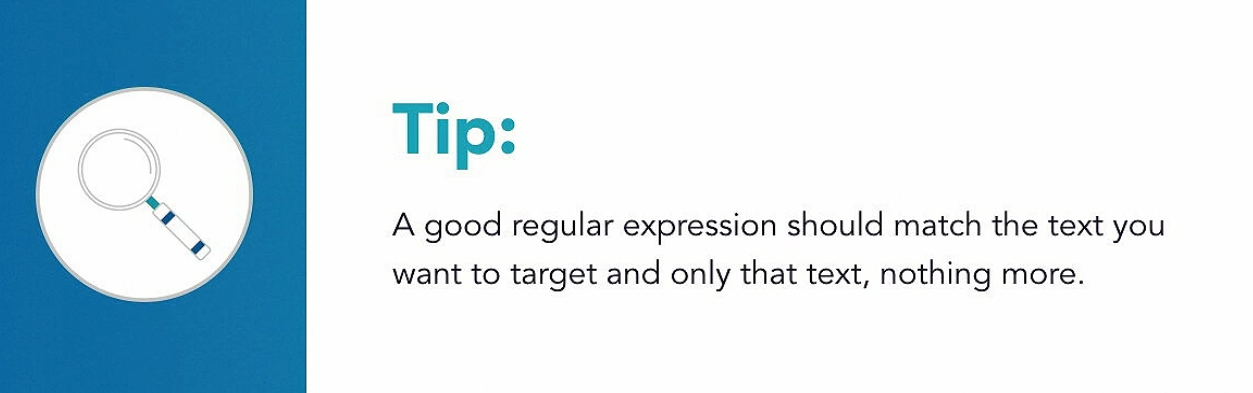 Tip:
A good regular expression should match the text you
want to target and only that text, nothing more.